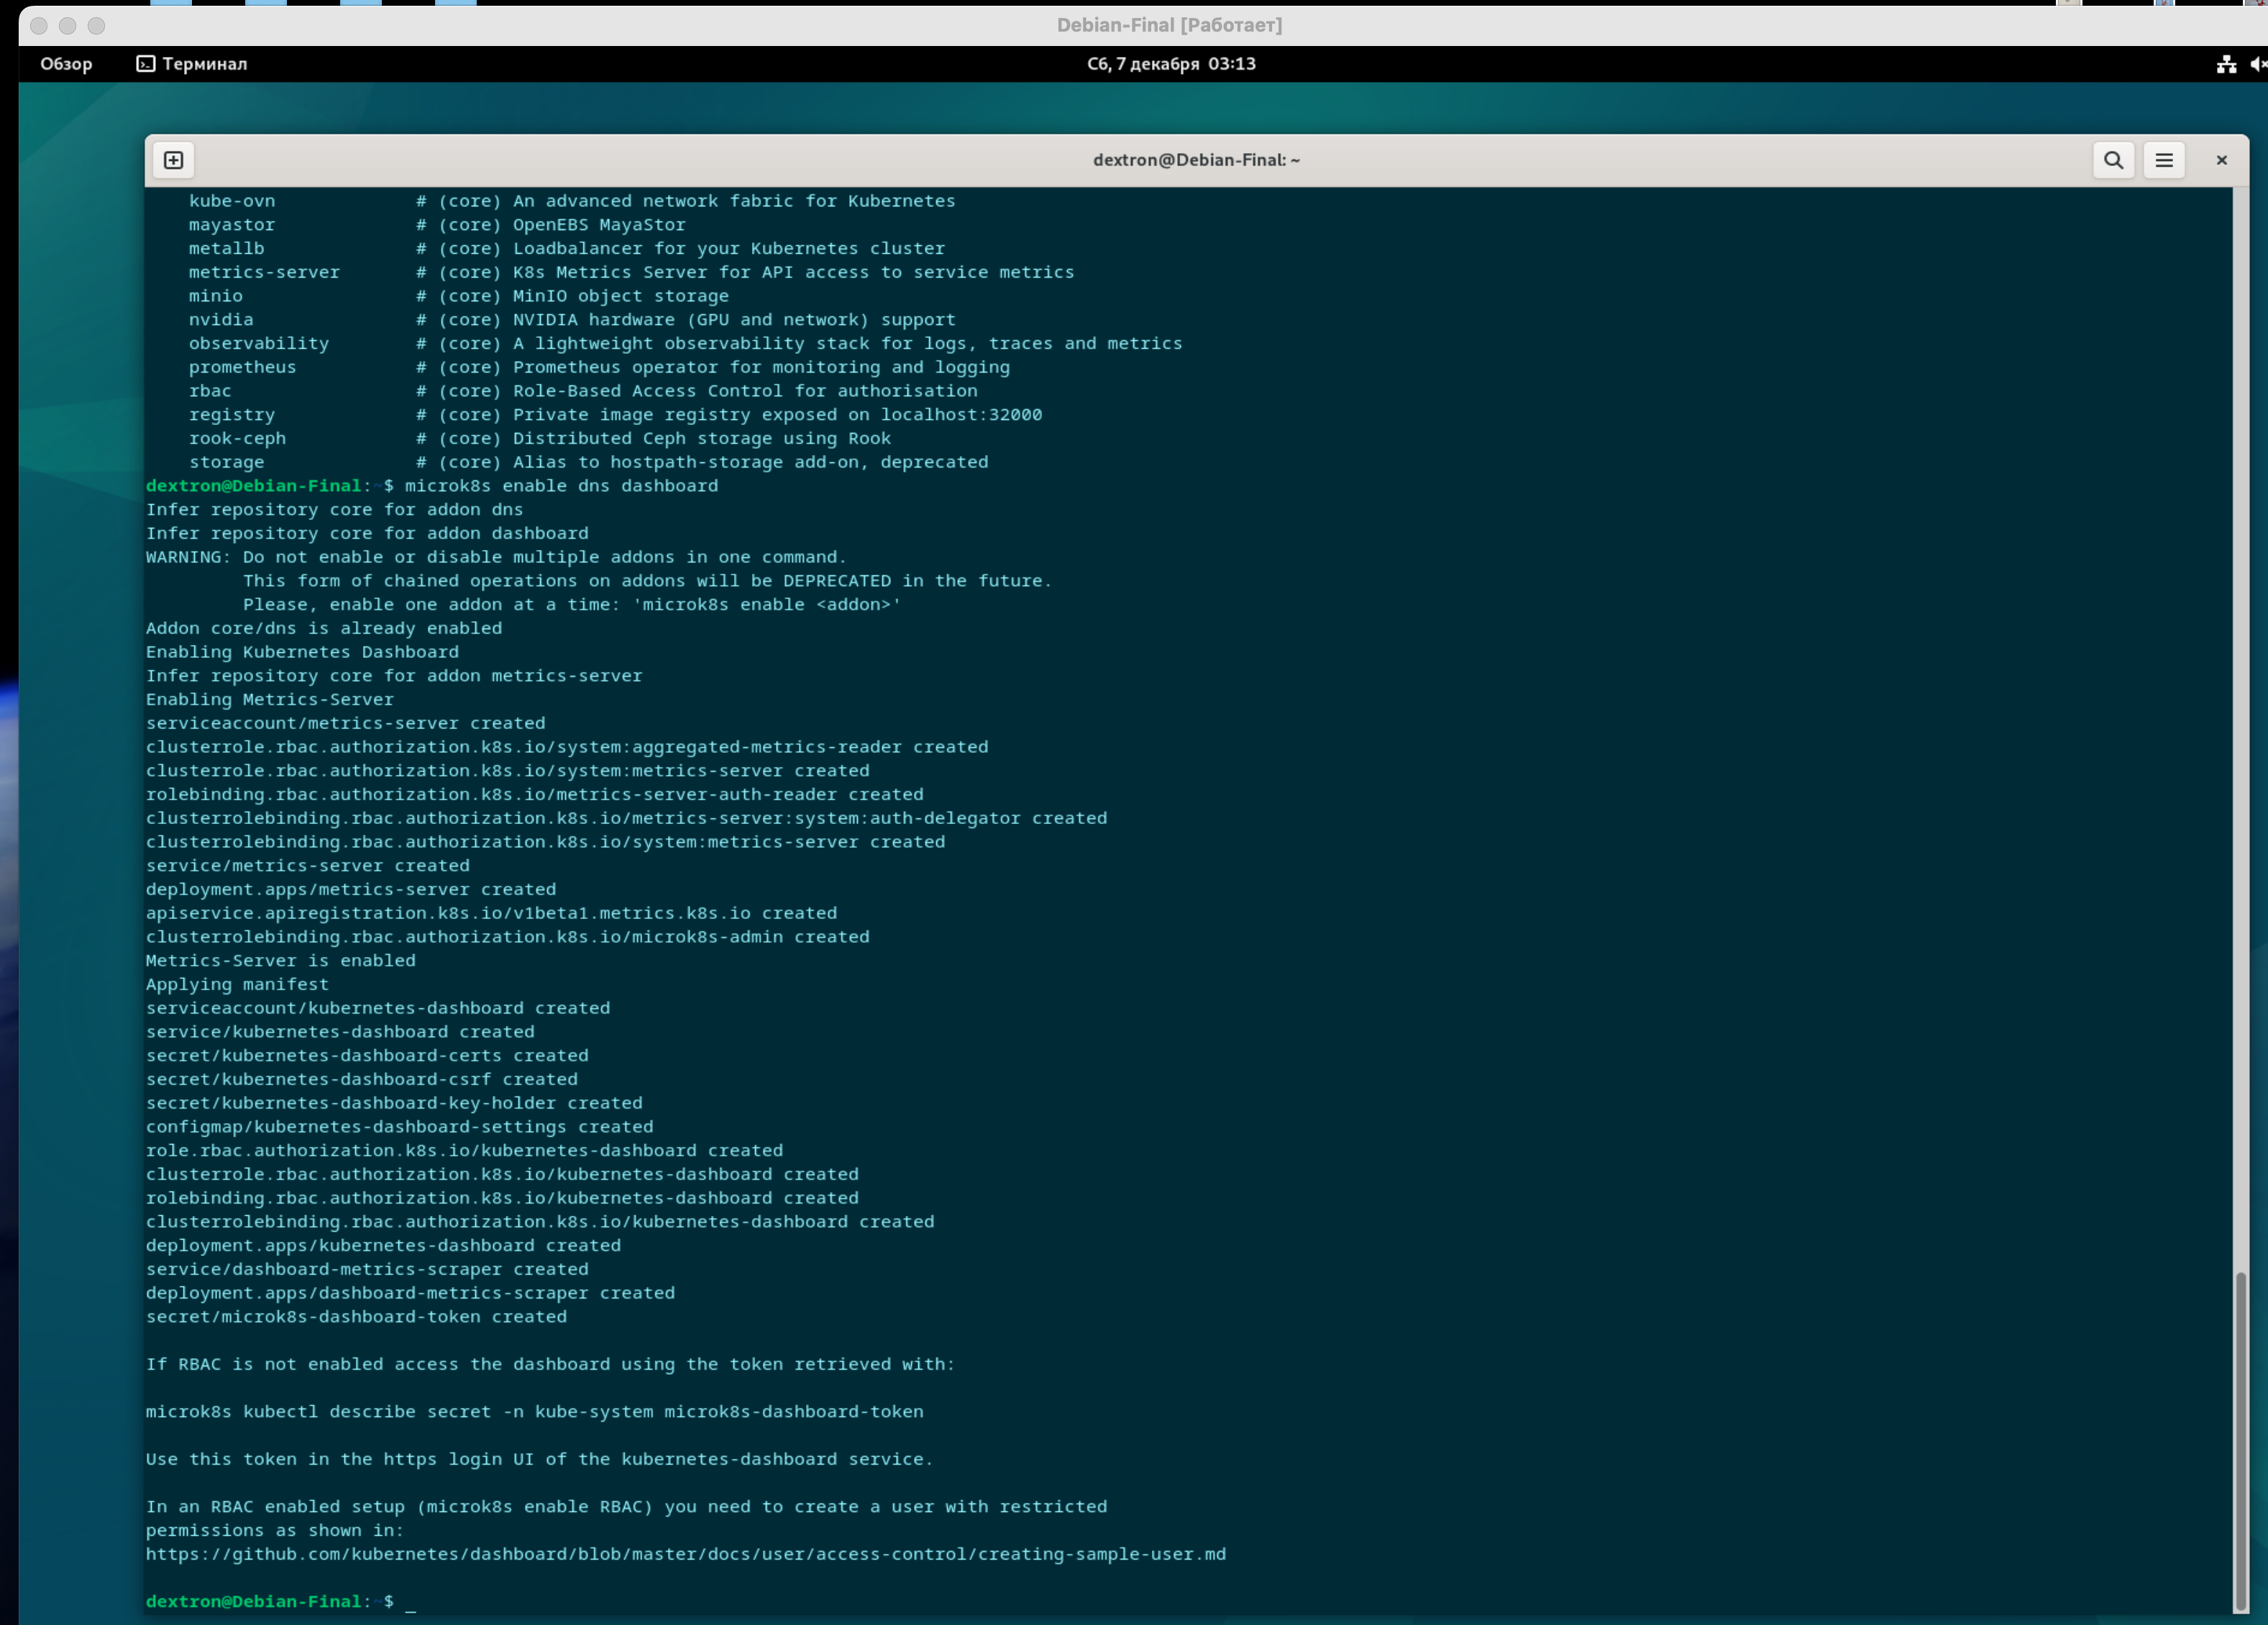 Debian-Final [Работает]
Обзор Терминал Сб, 7 декабря 03:13
dextron@Debian-Final: ~
kube-ovn # (core) An advanced network fabric for Kubernetes
mayastor # (core) OpenEBS MayaStor
metallb # (core) Loadbalancer for your Kubernetes cluster
metrics-server # (core) K8s Metrics Server for API access to service metrics
minio # (core) MinIO object storage
nvidia # (core) NVIDIA hardware (GPU and network) support
observability # (core) A lightweight observability stack for logs, traces and metrics
prometheus # (core) Prometheus operator for monitoring and logging
rbac # (core) Role-Based Access Control for authorisation
registry # (core) Private image registry exposed on localhost:32000
rook-ceph # (core) Distributed Ceph storage using Rook
storage # (core) Alias to hostpath-storage add-on, deprecated
dextron@Debian-Final:~$ microk8s enable dns dashboard
Infer repository core for addon dns
Infer repository core for addon dashboard
WARNING: Do not enable or disable multiple addons in one command.
This form of chained operations on addons will be DEPRECATED in the future.
Please, enable one addon at a time: 'microk8s enable <addon>'
Addon core/dns is already enabled
Enabling Kubernetes Dashboard
Infer repository core for addon metrics-server
Enabling Metrics-Server
serviceaccount/metrics-server created
clusterrole.rbac.authorization.k8s.io/system:aggregated-metrics-reader created
clusterrole.rbac.authorization.k8s.io/system:metrics-server created
rolebinding.rbac.authorization.k8s.io/metrics-server-auth-reader created
clusterrolebinding.rbac.authorization.k8s.io/metrics-server:system:auth-delegator created
clusterrolebinding.rbac.authorization.k8s.io/system:metrics-server created
service/metrics-server created
deployment.apps/metrics-server created
apiservice.apiregistration.k8s.io/v1beta1.metrics.k8s.io created
clusterrolebinding.rbac.authorization.k8s.io/microk8s-admin created
Metrics-Server is enabled
Applying manifest
serviceaccount/kubernetes-dashboard created
service/kubernetes-dashboard created
secret/kubernetes-dashboard-certs created
secret/kubernetes-dashboard-csrf created
secret/kubernetes-dashboard-key-holder created
configmap/kubernetes-dashboard-settings created
role.rbac.authorization.k8s.io/kubernetes-dashboard created
clusterrole.rbac.authorization.k8s.io/kubernetes-dashboard created
rolebinding.rbac.authorization.k8s.io/kubernetes-dashboard created
clusterrolebinding.rbac.authorization.k8s.io/kubernetes-dashboard created
deployment.apps/kubernetes-dashboard created
service/dashboard-metrics-scraper created
deployment.apps/dashboard-metrics-scraper created
secret/microk8s-dashboard-token created
If RBAC is not enabled access the dashboard using the token retrieved with:
microk8s kubectl describe secret -n kube-system microk8s-dashboard-token
Use this token in the https login UI of the kubernetes-dashboard service.
In an RBAC enabled setup (microk8s enable RBAC) you need to create a user with restricted
permissions as shown in:
https://github.com/kubernetes/dashboard/blob/master/docs/user/access-control/creating-sample-user.md
dextron@Debian-Final:~$ _